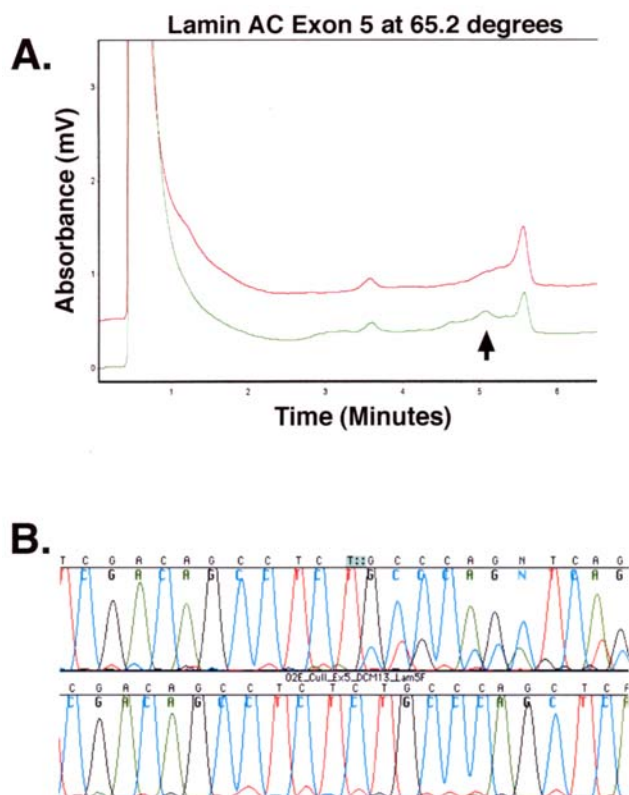 Lamin AC Exon 5 at 65.2 degrees
A.
Absorbance (mV)
3
2
1
0
1 2 3 4 5 6
Time (Minutes)
B.
T C G A C A G C C T C T :: G C C C A G N T C A G
T C G A C A G C C T C T G C C C A G N T C A G
02E_Cull_Ex5_DCM13_Lam5F
C G A C A G C C T C T C T G C C C A G C T C A
C G A C A G C C T C T C T G C C C A G C T C A